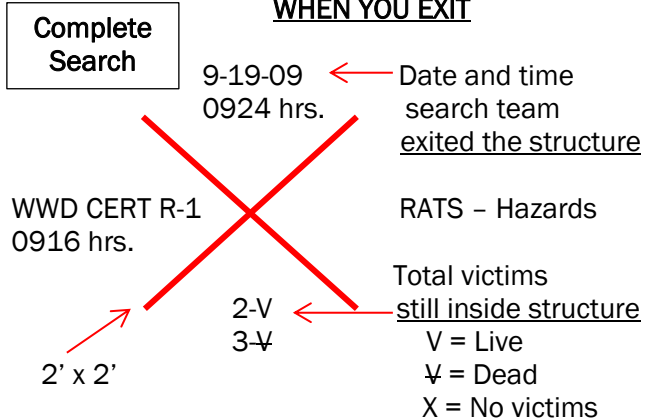 WHEN YOU EXIT
Complete
Search
9-19-09
0924 hrs.
Date and time
search team
exited the structure
WWD CERT R-1
0916 hrs.
RATS – Hazards
2-V
3-V̶
Total victims
still inside structure
V = Live
V̶ = Dead
X = No victims
2’ x 2’